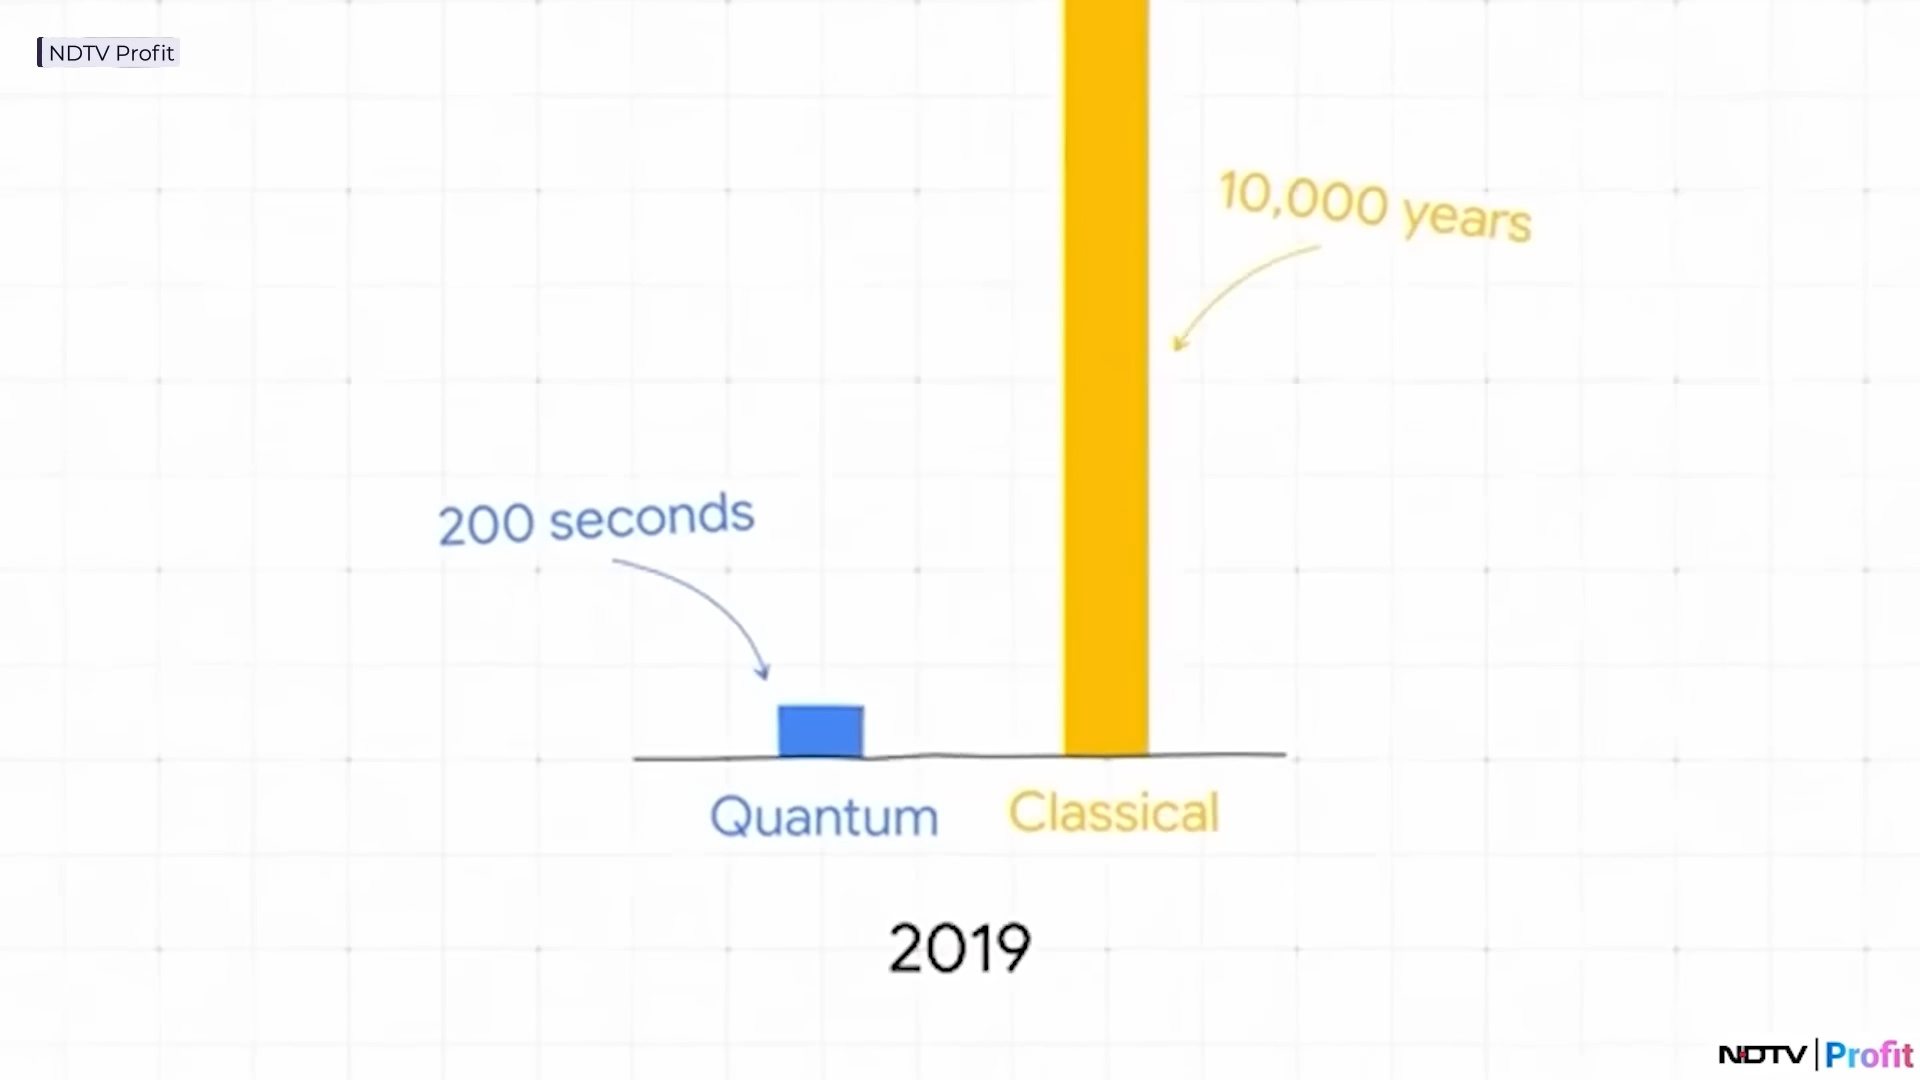 NDTV Profit
10,000 years
200 seconds
Quantum
Classical
2019
NDTV | Profit